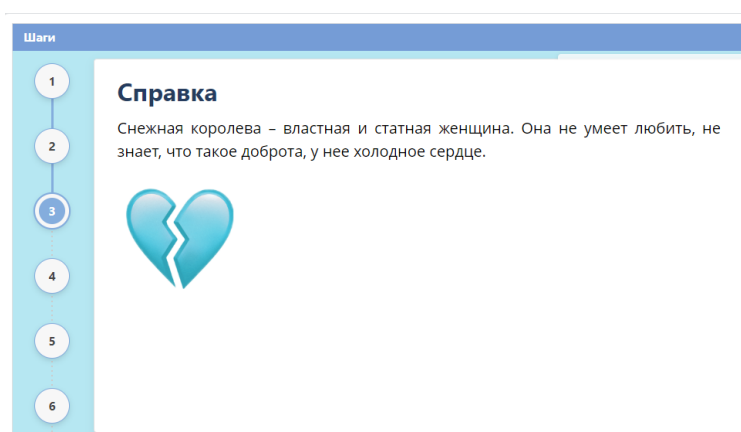 Шаги
1
Справка
Снежная королева – властная и статная женщина. Она не умеет любить, не
2
знает, что такое доброта, у нее холодное сердце.
3
4
5
6